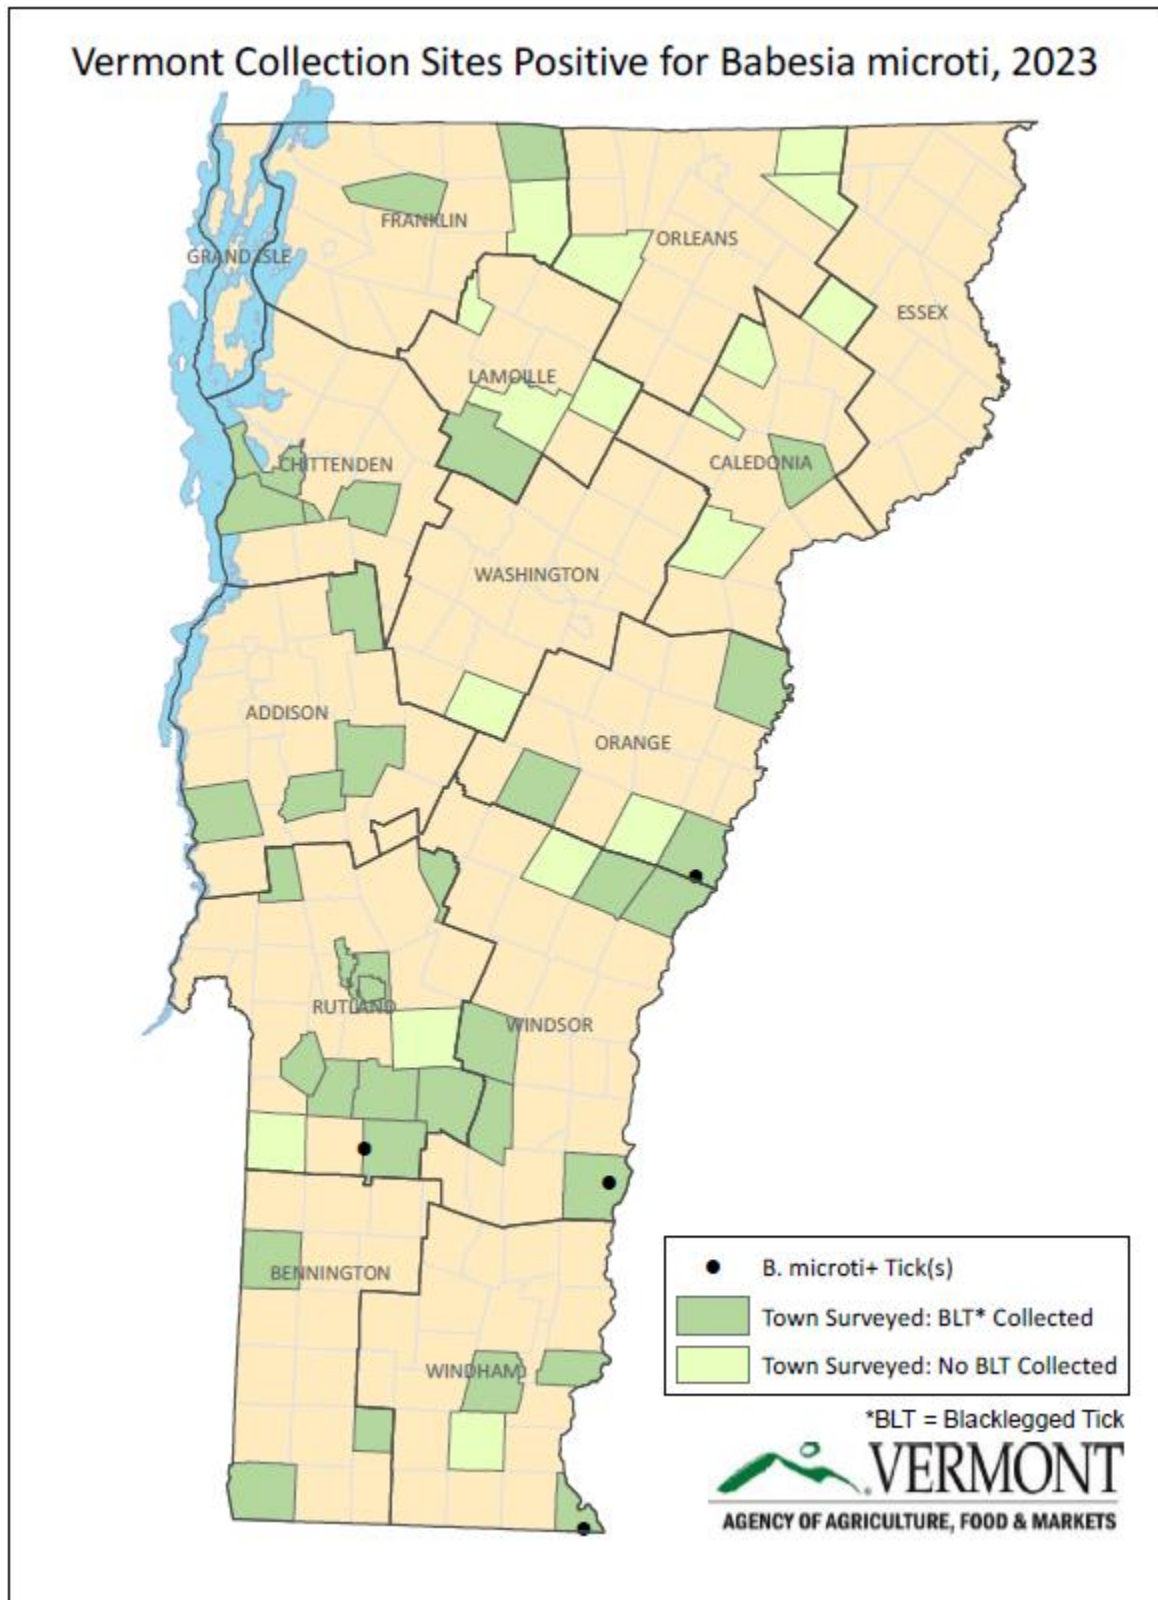 Vermont Collection Sites Positive for Babesia microti, 2023
FRANKLIN
ORLEANS
GRAND ISLE
ESSEX
LAMOILLE
CHITTENDEN
CALEDONIA
WASHINGTON
ADDISON
ORANGE
RUTLAND
WINDSOR
BENNINGTON
WINDHAM
B. microti+ Tick(s)
Town Surveyed: BLT* Collected
Town Surveyed: No BLT Collected
*BLT = Blacklegged Tick
VERMONT
AGENCY OF AGRICULTURE, FOOD & MARKETS